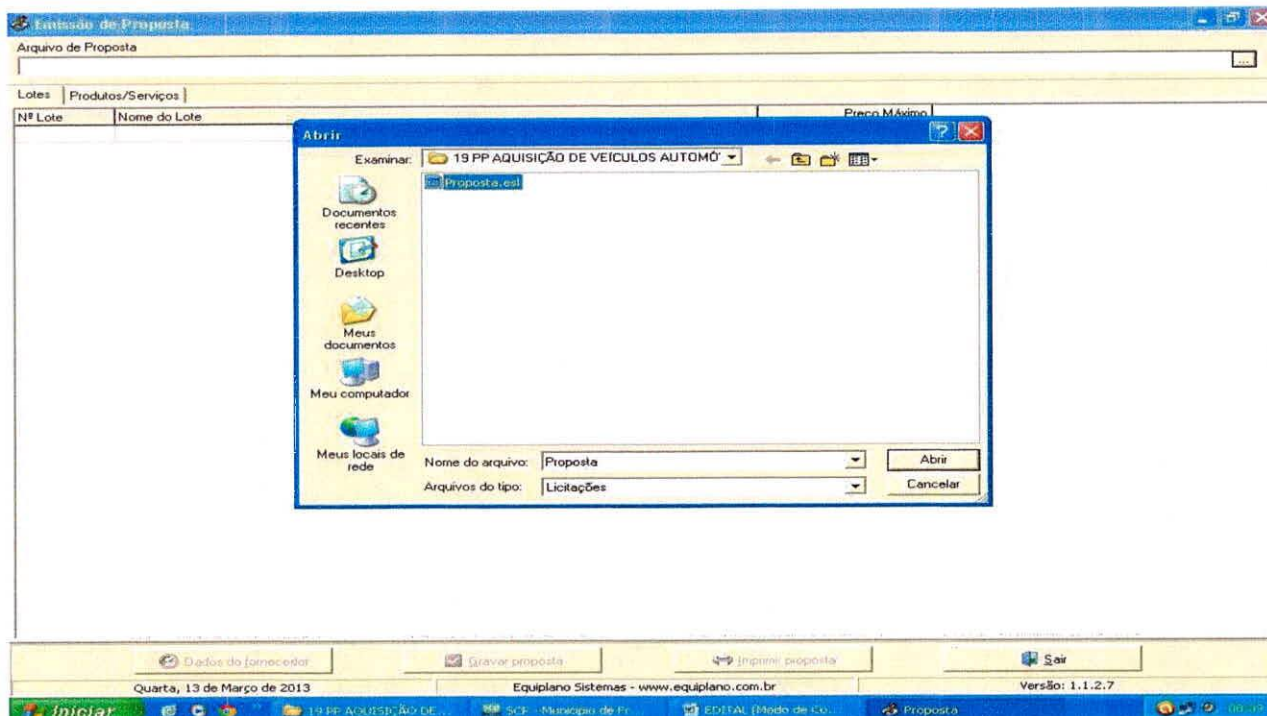 Emissão de Proposta
Arquivo de Proposta
...
Lotes Produtos/Serviços
Nº Lote Nome do Lote Preço Máximo
Abrir
Examinar: 19 PP AQUISIÇÃO DE VEÍCULOS AUTOMÓ
Proposta.esl
Documentos
recentes
Desktop
Meus
documentos
Meu computador
Meus locais de
rede
Nome do arquivo: Proposta Abrir
Arquivos do tipo: Licitações Cancelar
Dados do fornecedor Gravar proposta Imprimir proposta Sair
Quarta, 13 de Março de 2013 Equiplano Sistemas - www.equiplano.com.br Versão: 1.1.2.7
Iniciar 19 PP AQUISIÇÃO DE... SCF - Município de Fr... EDITAL (Modo de Co... Proposta